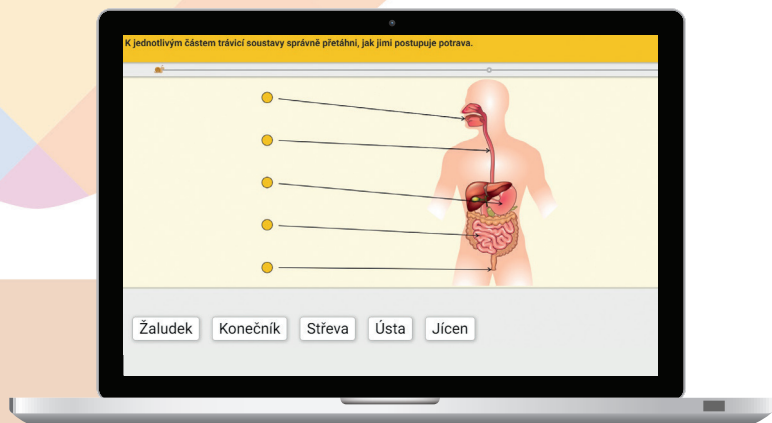 K jednotlivým částem trávicí soustavy správně přetáhni, jak jimi postupuje potrava.
Žaludek
Konečník
Střeva
Ústa
Jícen